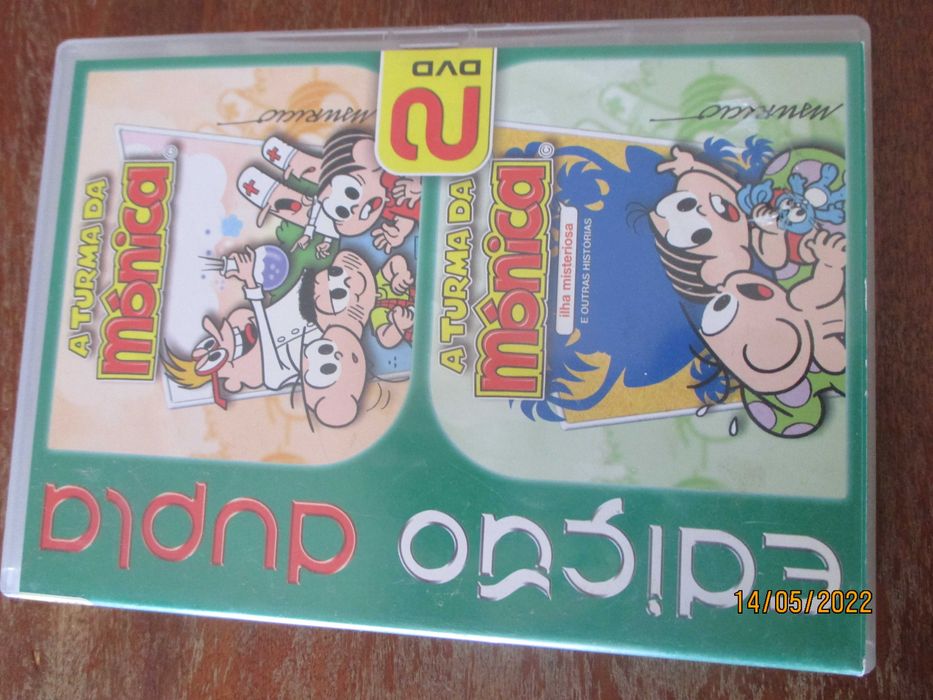 Edição
dupla
2
DVD
A TURMA DA
Mônica
ilha misteriosa
E OUTRAS HISTÓRIAS
MAURICIO
A TURMA DA
Mônica
MAURICIO
14/05/2022